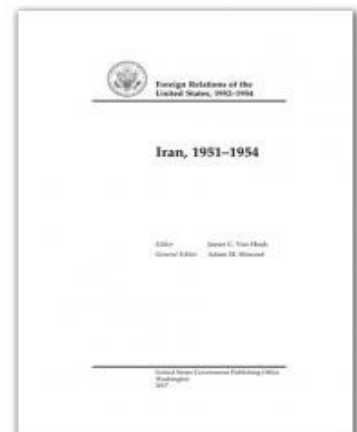 Foreign Relations of the
United States, 1952–1954
Iran, 1951–1954
Editor James C. Van Hook
General Editor Adam M. Howard
United States Government Publishing Office
Washington
2017